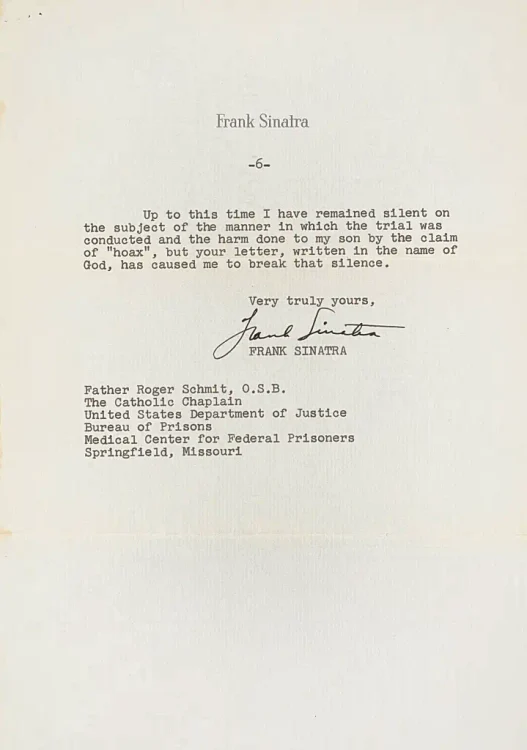 Frank Sinatra
-6-
Up to this time I have remained silent on
the subject of the manner in which the trial was
conducted and the harm done to my son by the claim
of "hoax", but your letter, written in the name of
God, has caused me to break that silence.
Very truly yours,
Frank Sinatra
FRANK SINATRA
Father Roger Schmit, O.S.B.
The Catholic Chaplain
United States Department of Justice
Bureau of Prisons
Medical Center for Federal Prisoners
Springfield, Missouri